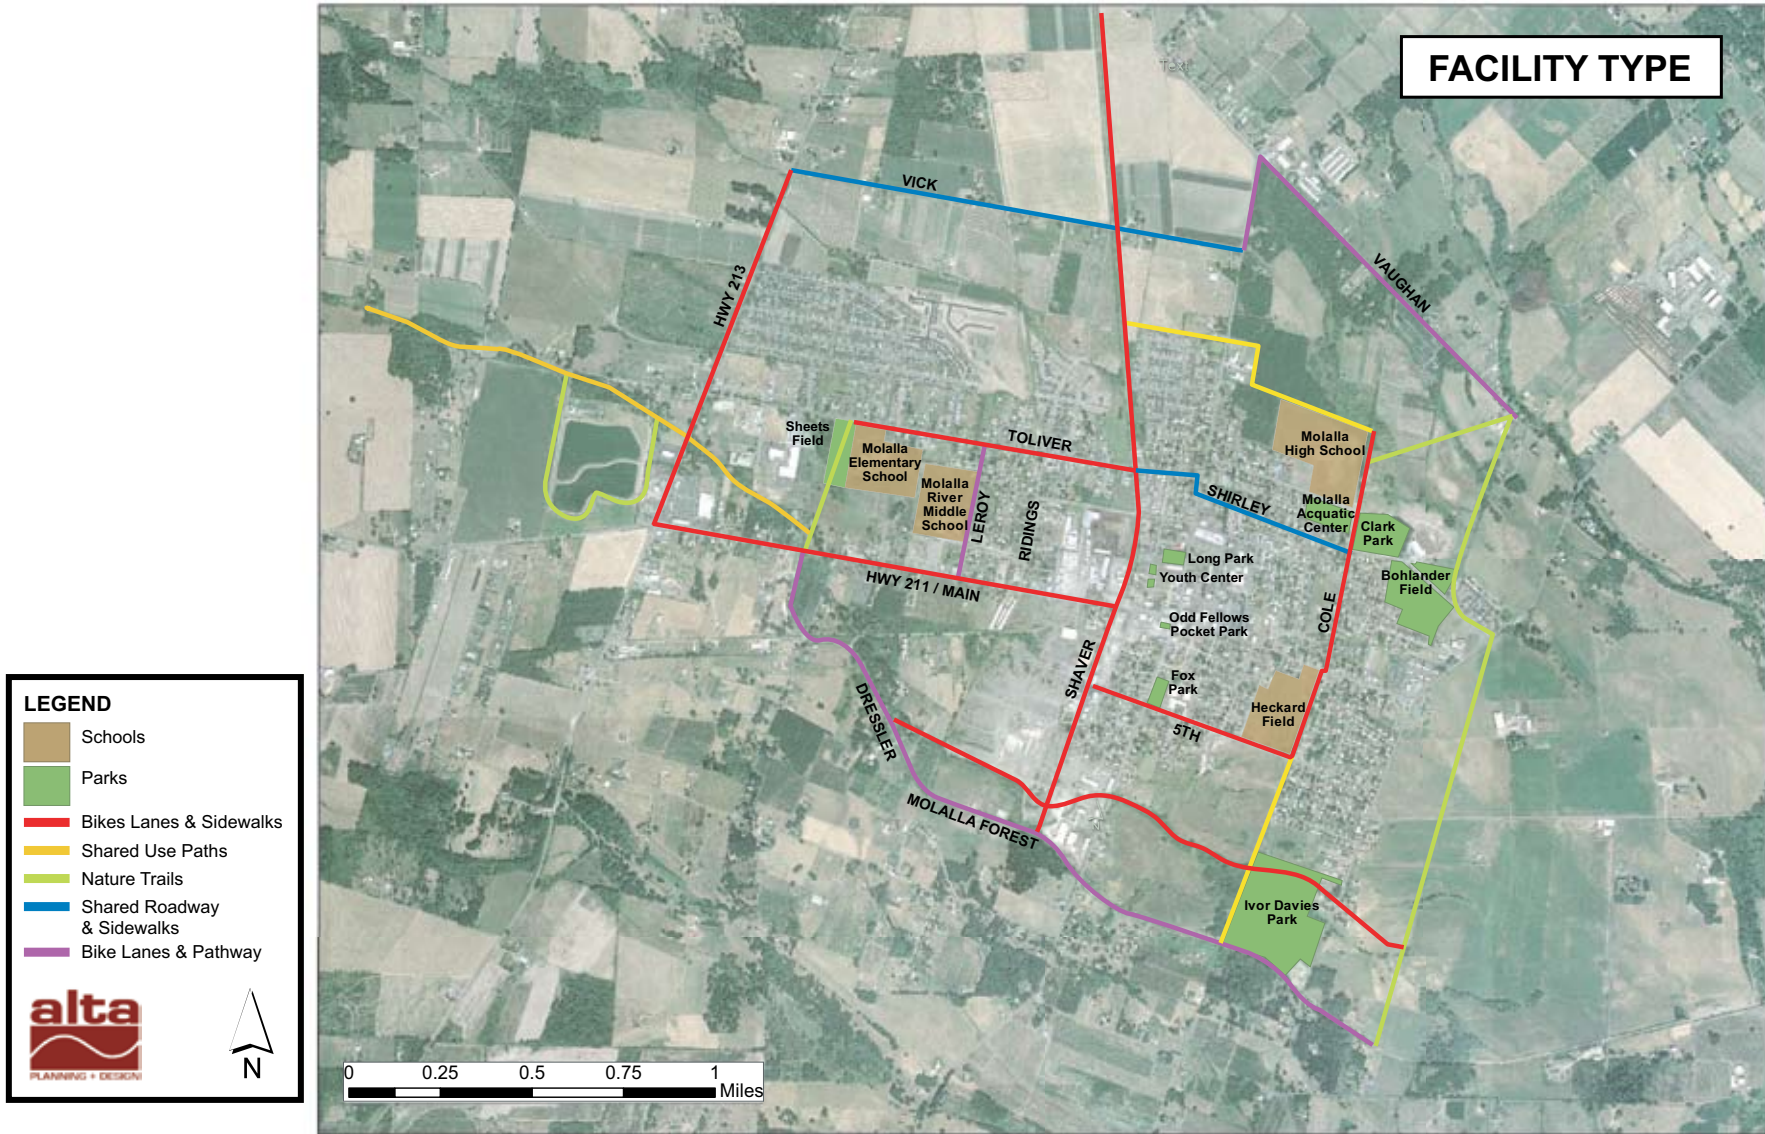 FACILITY TYPE
Text
VICK
HWY 213
VAUGHAN
Sheets
Field
Molalla
Elementary
School
Molalla
River
Middle
School
TOLIVER
LEROY
RIDINGS
Molalla
High School
SHIRLEY
Molalla
Acquatic
Center
Clark
Park
Long Park
Youth Center
Bohlander
Field
HWY 211 / MAIN
Odd Fellows
Pocket Park
COLE
SHAVER
Fox
Park
Heckard
Field
5TH
DRESSLER
MOLALLA FOREST
Ivor Davies
Park
LEGEND
Schools
Parks
Bikes Lanes & Sidewalks
Shared Use Paths
Nature Trails
Shared Roadway
& Sidewalks
Bike Lanes & Pathway
alta
PLANNING + DESIGN
N
0 0.25 0.5 0.75 1
Miles